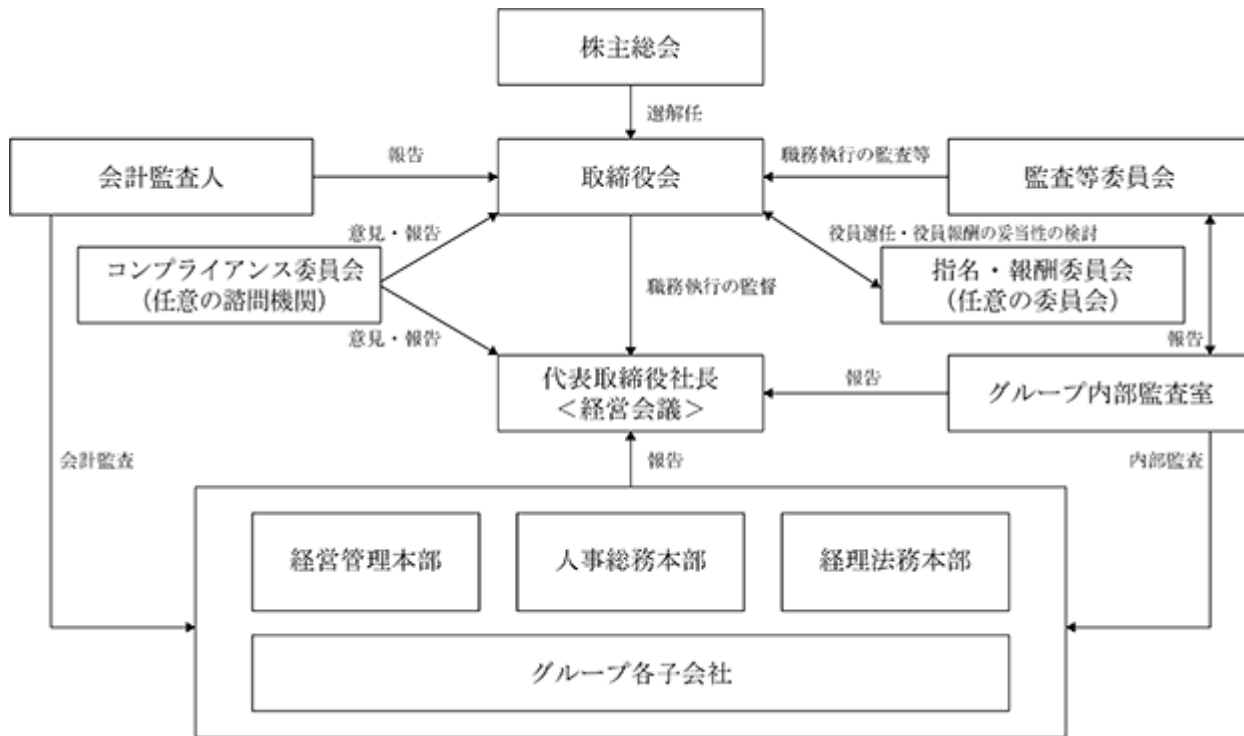 株主総会
選解任
会計監査人
報告
取締役会
職務執行の監査等
監査等委員会
意見・報告
役員選任・役員報酬の妥当性の検討
コンプライアンス委員会
(任意の諮問機関)
職務執行の監督
指名・報酬委員会
(任意の委員会)
意見・報告
報告
代表取締役社長
<経営会議>
報告
グループ内部監査室
会計監査
報告
内部監査
経営管理本部
人事総務本部
経理法務本部
グループ各子会社